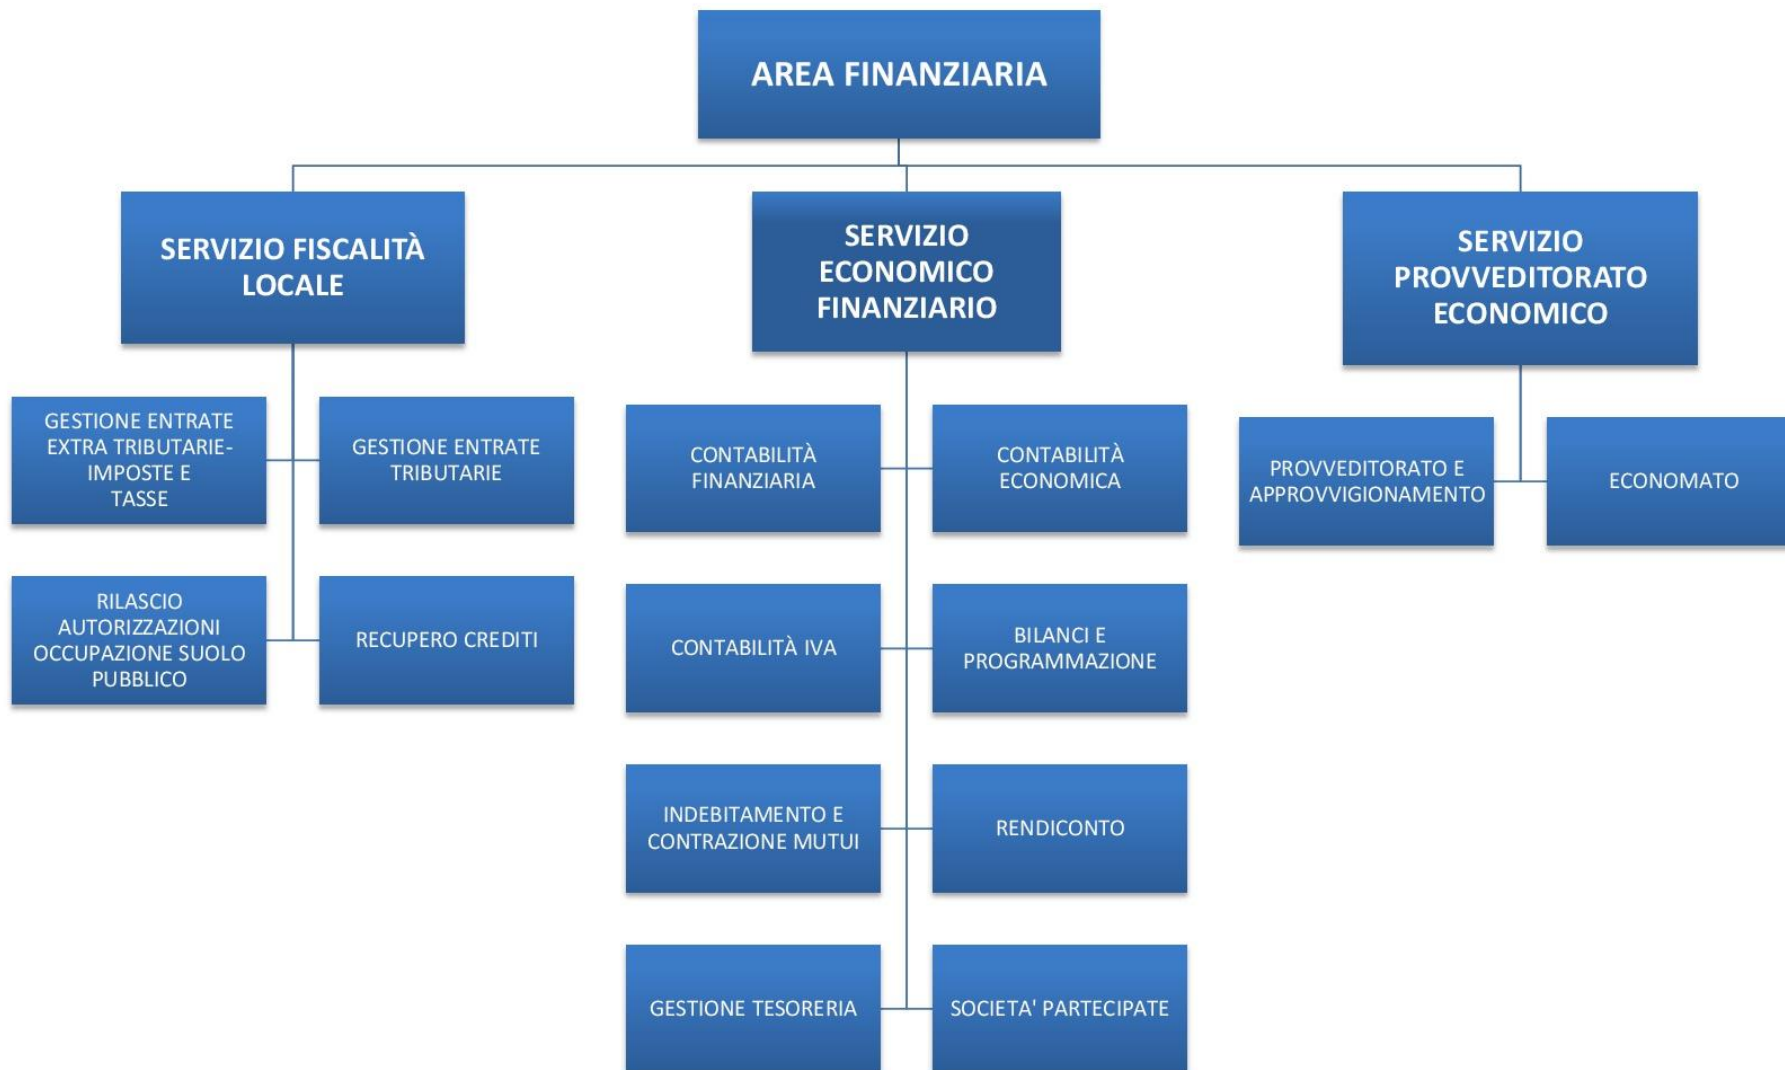 AREA FINANZIARIA
SERVIZIO FISCALITÀ
LOCALE
SERVIZIO
ECONOMICO
FINANZIARIO
SERVIZIO
PROVVEDITORATO
ECONOMICO
GESTIONE ENTRATE
EXTRA TRIBUTARIE-
IMPOSTE E
TASSE
GESTIONE ENTRATE
TRIBUTARIE
RILASCIO
AUTORIZZAZIONI
OCCUPAZIONE SUOLO
PUBBLICO
RECUPERO CREDITI
CONTABILITÀ
FINANZIARIA
CONTABILITÀ
ECONOMICA
CONTABILITÀ IVA
BILANCI E
PROGRAMMAZIONE
INDEBITAMENTO E
CONTRAZIONE MUTUI
RENDICONTO
GESTIONE TESORERIA
SOCIETA' PARTECIPATE
PROVVEDITORATO E
APPROVVIGIONAMENTO
ECONOMATO